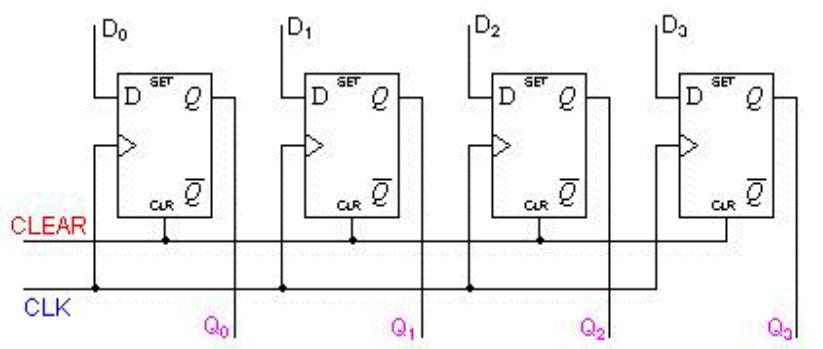 D0 D1 D2 D3
SET SET SET SET
D Q D Q D Q D Q
Q̅ Q̅ Q̅ Q̅
CLR CLR CLR CLR
CLEAR
CLK
Q0 Q1 Q2 Q3